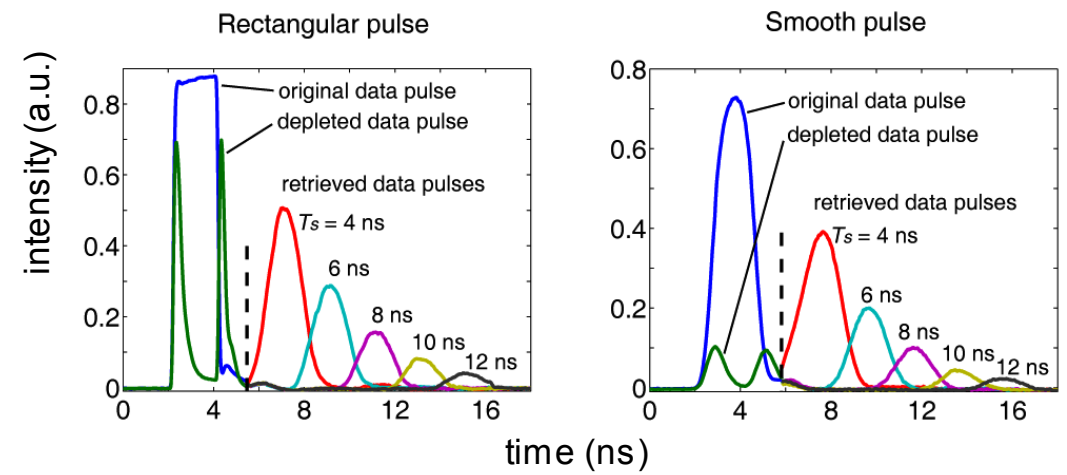 Rectangular pulse
Smooth pulse
intensity (a.u.)
0.8
0.6
0.4
0.2
0
original data pulse
depleted data pulse
retrieved data pulses
Ts = 4 ns
6 ns
8 ns
10 ns
12 ns
0 4 8 12 16
0.8
0.6
0.4
0.2
0
original data pulse
depleted data pulse
retrieved data pulses
Ts = 4 ns
6 ns
8 ns
10 ns
12 ns
0 4 8 12 16
time (ns)